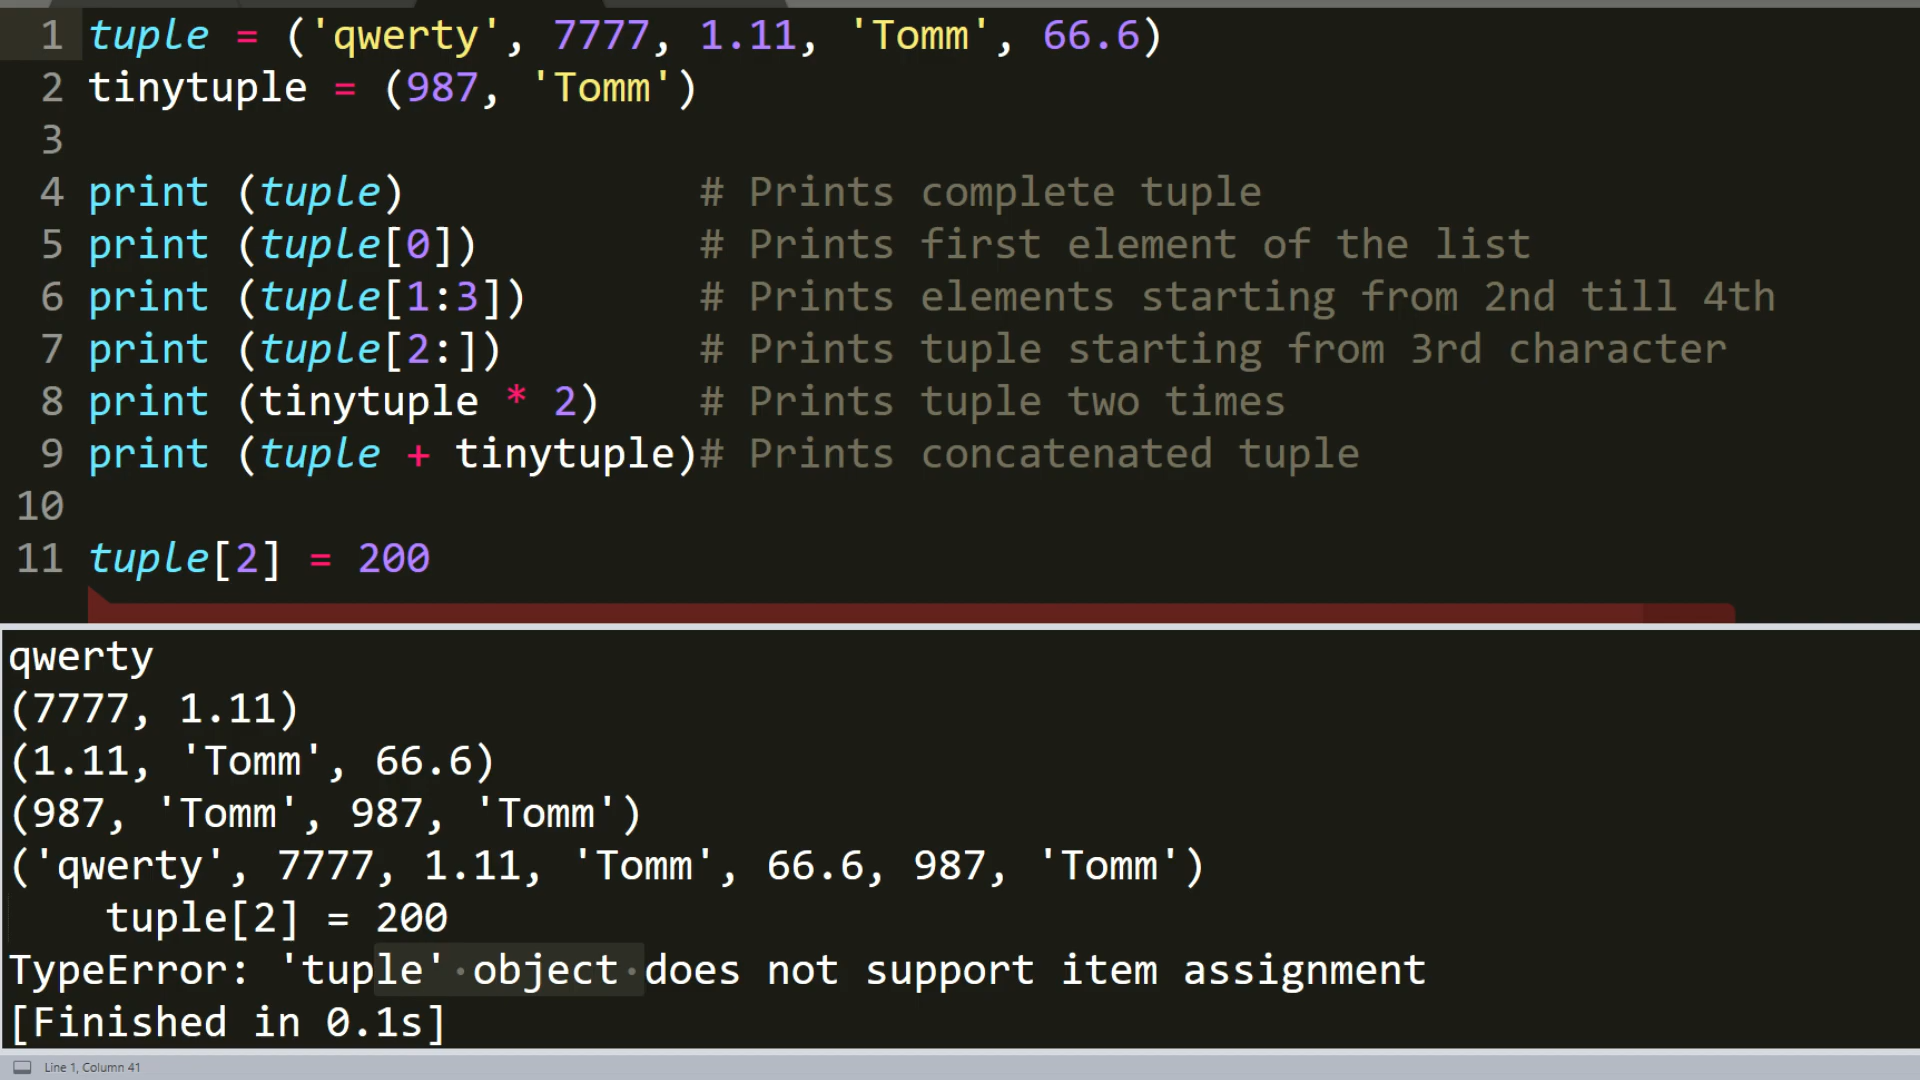 1 tuple = ('qwerty', 7777, 1.11, 'Tomm', 66.6)
2 tinytuple = (987, 'Tomm')
3
4 print (tuple)            # Prints complete tuple
5 print (tuple[0])         # Prints first element of the list
6 print (tuple[1:3])       # Prints elements starting from 2nd till 4th
7 print (tuple[2:])        # Prints tuple starting from 3rd character
8 print (tinytuple * 2)    # Prints tuple two times
9 print (tuple + tinytuple)# Prints concatenated tuple
10
11 tuple[2] = 200
qwerty
(7777, 1.11)
(1.11, 'Tomm', 66.6)
(987, 'Tomm', 987, 'Tomm')
('qwerty', 7777, 1.11, 'Tomm', 66.6, 987, 'Tomm')
    tuple[2] = 200
TypeError: 'tuple' object does not support item assignment
[Finished in 0.1s]
Line 1, Column 41